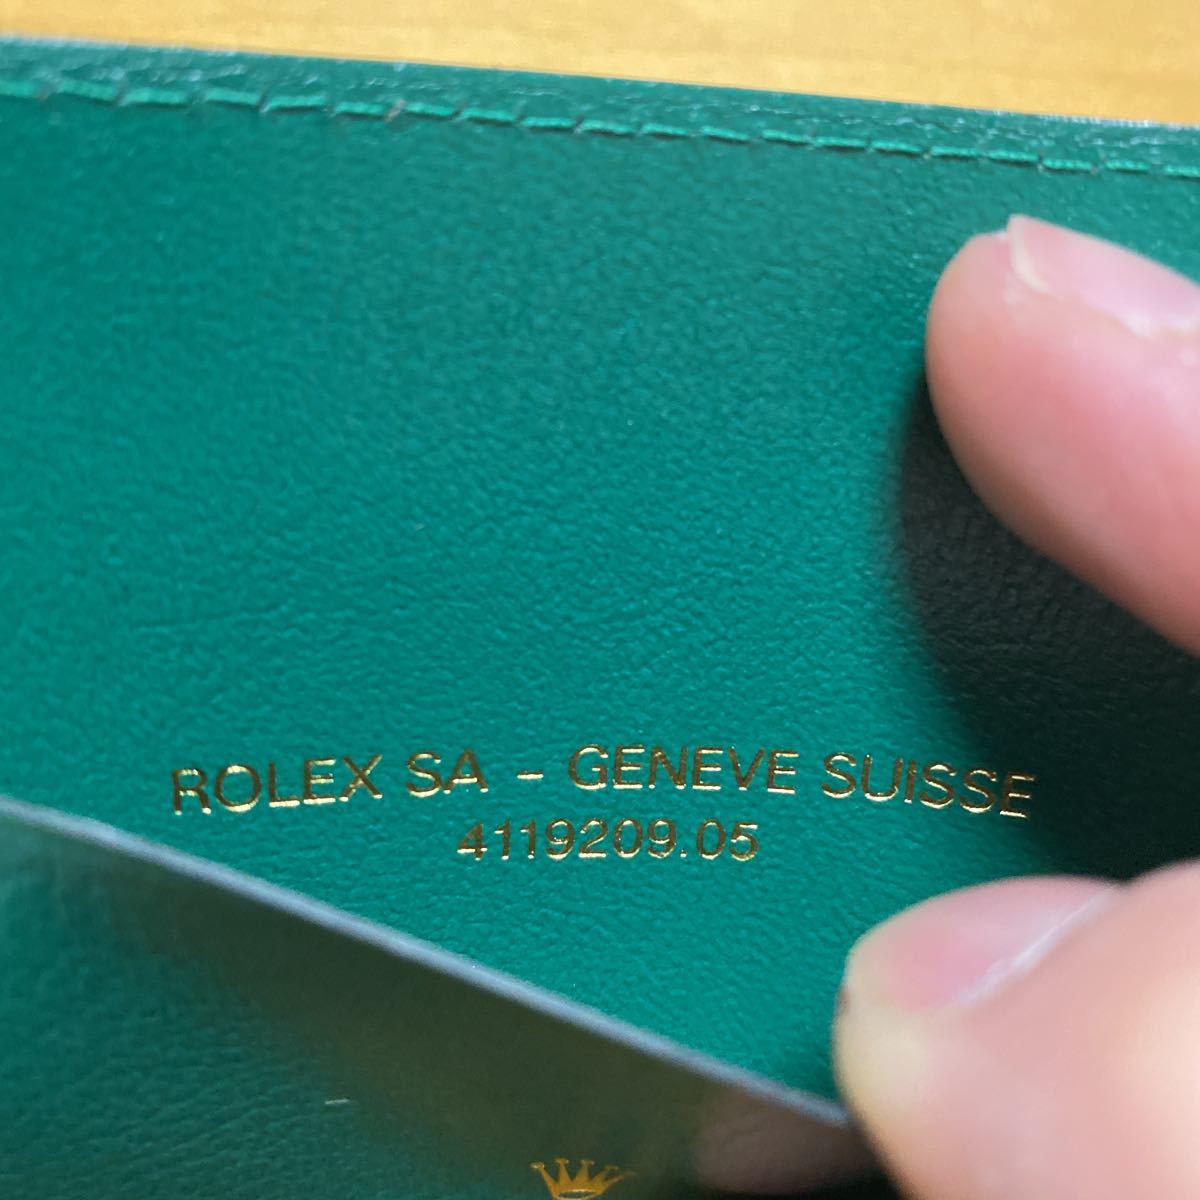 ROLEX SA - GENEVE SUISSE
4119209.05